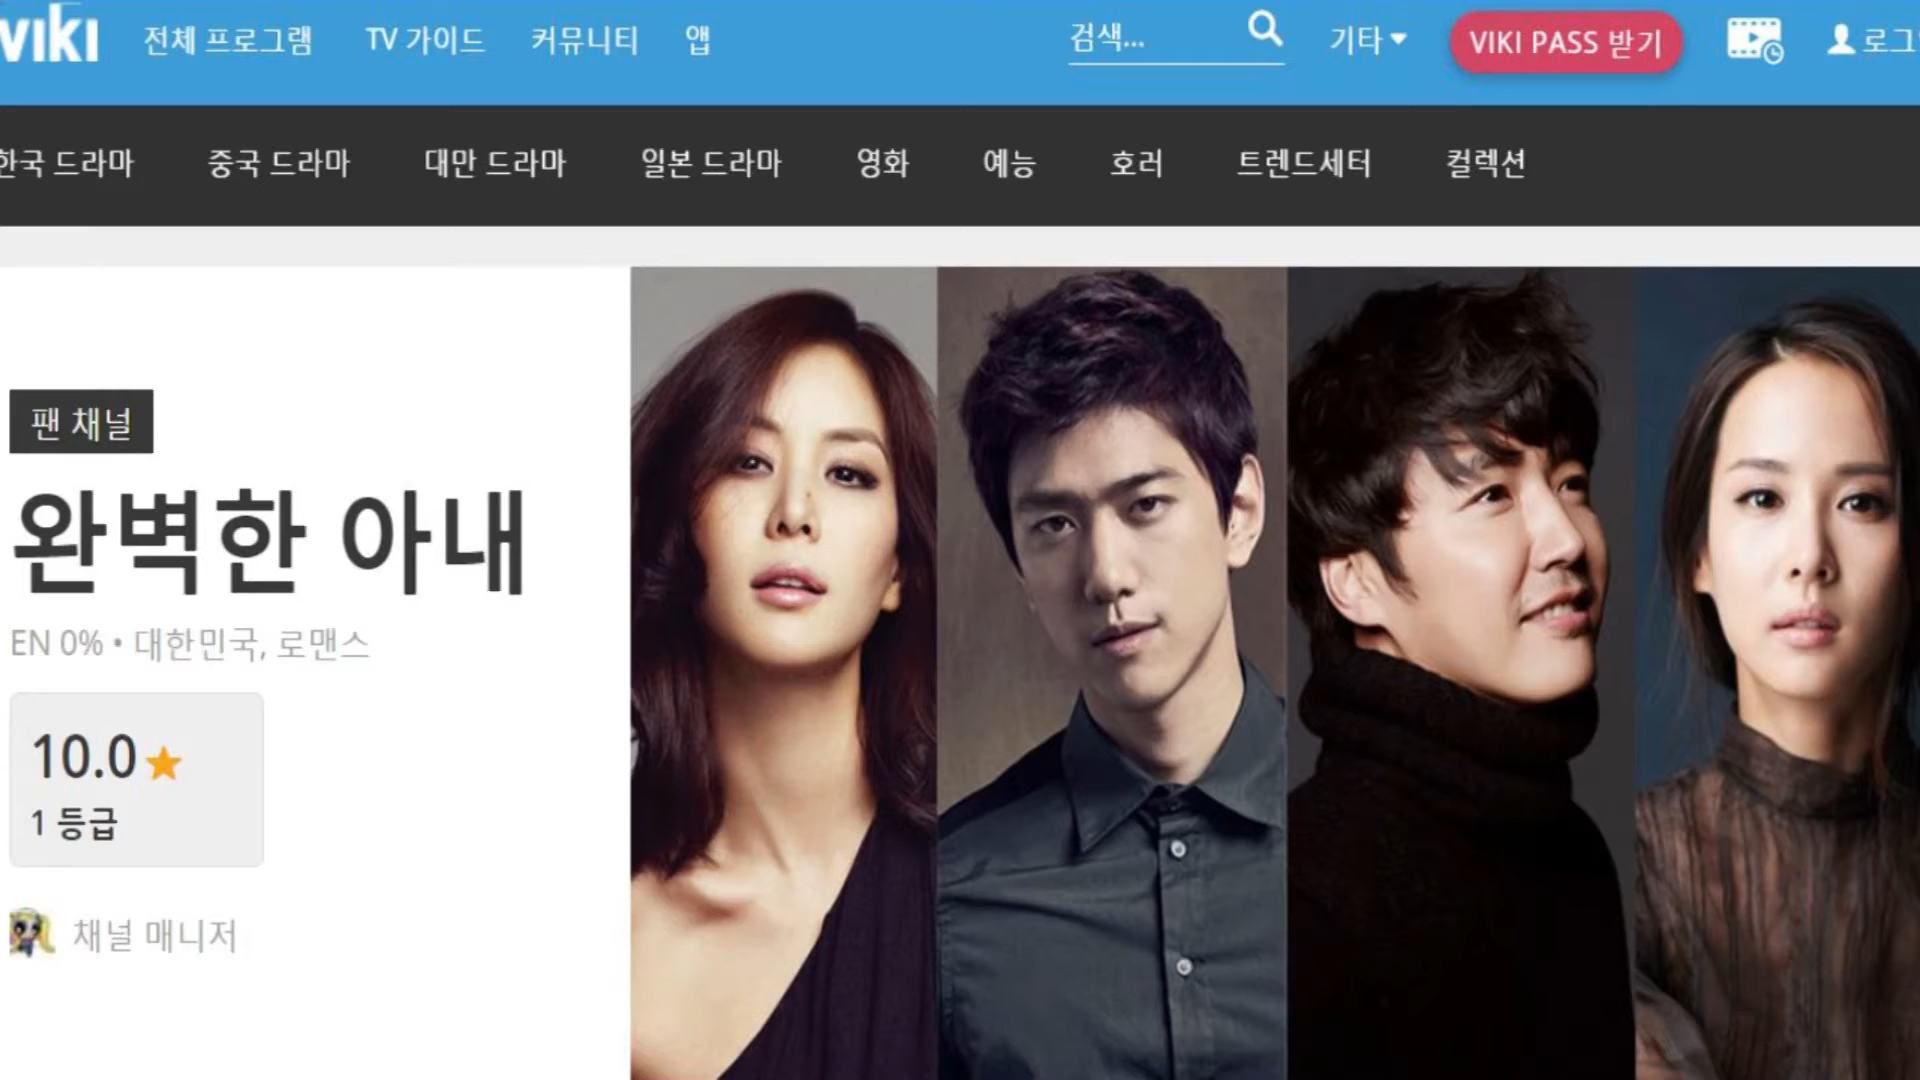 VIKI 전체 프로그램 TV 가이드 커뮤니티 앱 검색... 기타 VIKI PASS 받기
한국 드라마 중국 드라마 대만 드라마 일본 드라마 영화 예능 호러 트렌드세터 컬렉션
팬 채널
완벽한 아내
EN 0% • 대한민국, 로맨스
10.0
1 등급
채널 매니저